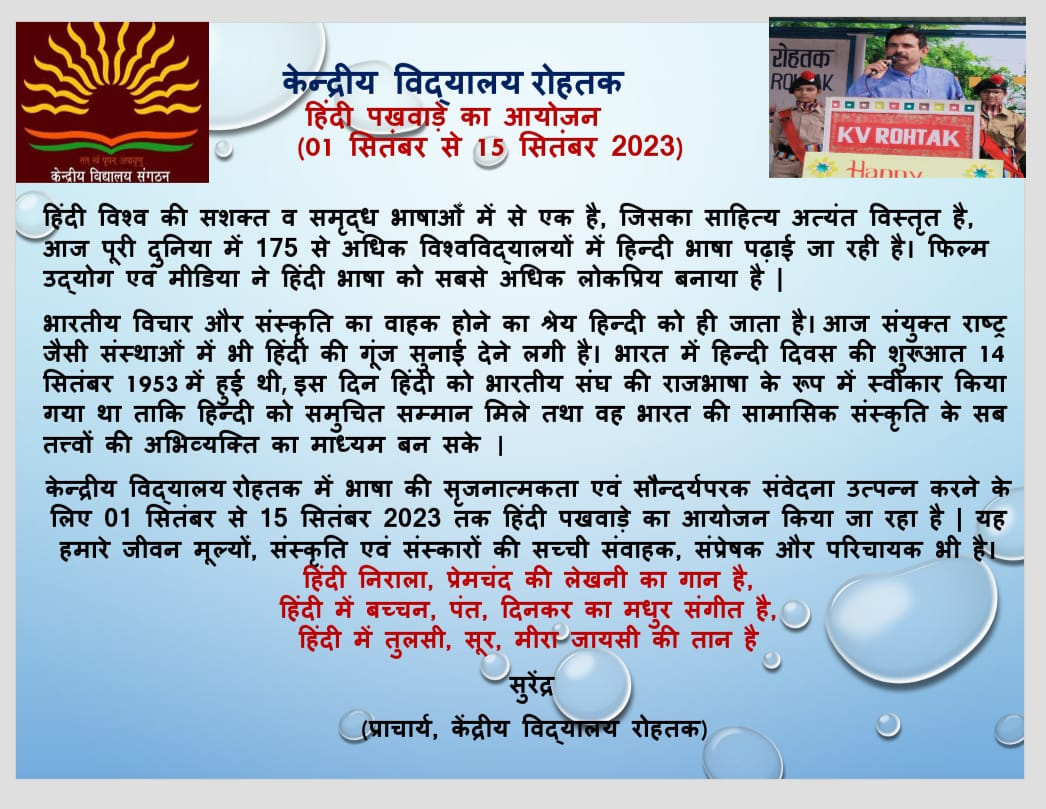 केन्द्रीय विद्यालय रोहतक
हिंदी पखवाड़े का आयोजन
(01 सितंबर से 15 सितंबर 2023)
केन्द्रीय विद्यालय संगठन
रोहतक
ROHTAK
KV ROHTAK
Happy
हिंदी विश्व की सशक्त व समृद्ध भाषाओँ में से एक है, जिसका साहित्य अत्यंत विस्तृत है,
आज पूरी दुनिया में 175 से अधिक विश्वविद्यालयों में हिन्दी भाषा पढ़ाई जा रही है। फिल्म
उद्योग एवं मीडिया ने हिंदी भाषा को सबसे अधिक लोकप्रिय बनाया है |
भारतीय विचार और संस्कृति का वाहक होने का श्रेय हिन्दी को ही जाता है। आज संयुक्त राष्ट्र
जैसी संस्थाओं में भी हिंदी की गूंज सुनाई देने लगी है। भारत में हिन्दी दिवस की शुरूआत 14
सितंबर 1953 में हुई थी, इस दिन हिंदी को भारतीय संघ की राजभाषा के रूप में स्वीकार किया
गया था ताकि हिन्दी को समुचित सम्मान मिले तथा वह भारत की सामासिक संस्कृति के सब
तत्त्वों की अभिव्यक्ति का माध्यम बन सके |
केन्द्रीय विद्यालय रोहतक में भाषा की सृजनात्मकता एवं सौन्दर्यपरक संवेदना उत्पन्न करने के
लिए 01 सितंबर से 15 सितंबर 2023 तक हिंदी पखवाड़े का आयोजन किया जा रहा है | यह
हमारे जीवन मूल्यों, संस्कृति एवं संस्कारों की सच्ची संवाहक, संप्रेषक और परिचायक भी है।
हिंदी निराला, प्रेमचंद की लेखनी का गान है,
हिंदी में बच्चन, पंत, दिनकर का मधुर संगीत है,
हिंदी में तुलसी, सूर, मीरा जायसी की तान है
सुरेंद्र
(प्राचार्य, केंद्रीय विद्यालय रोहतक)